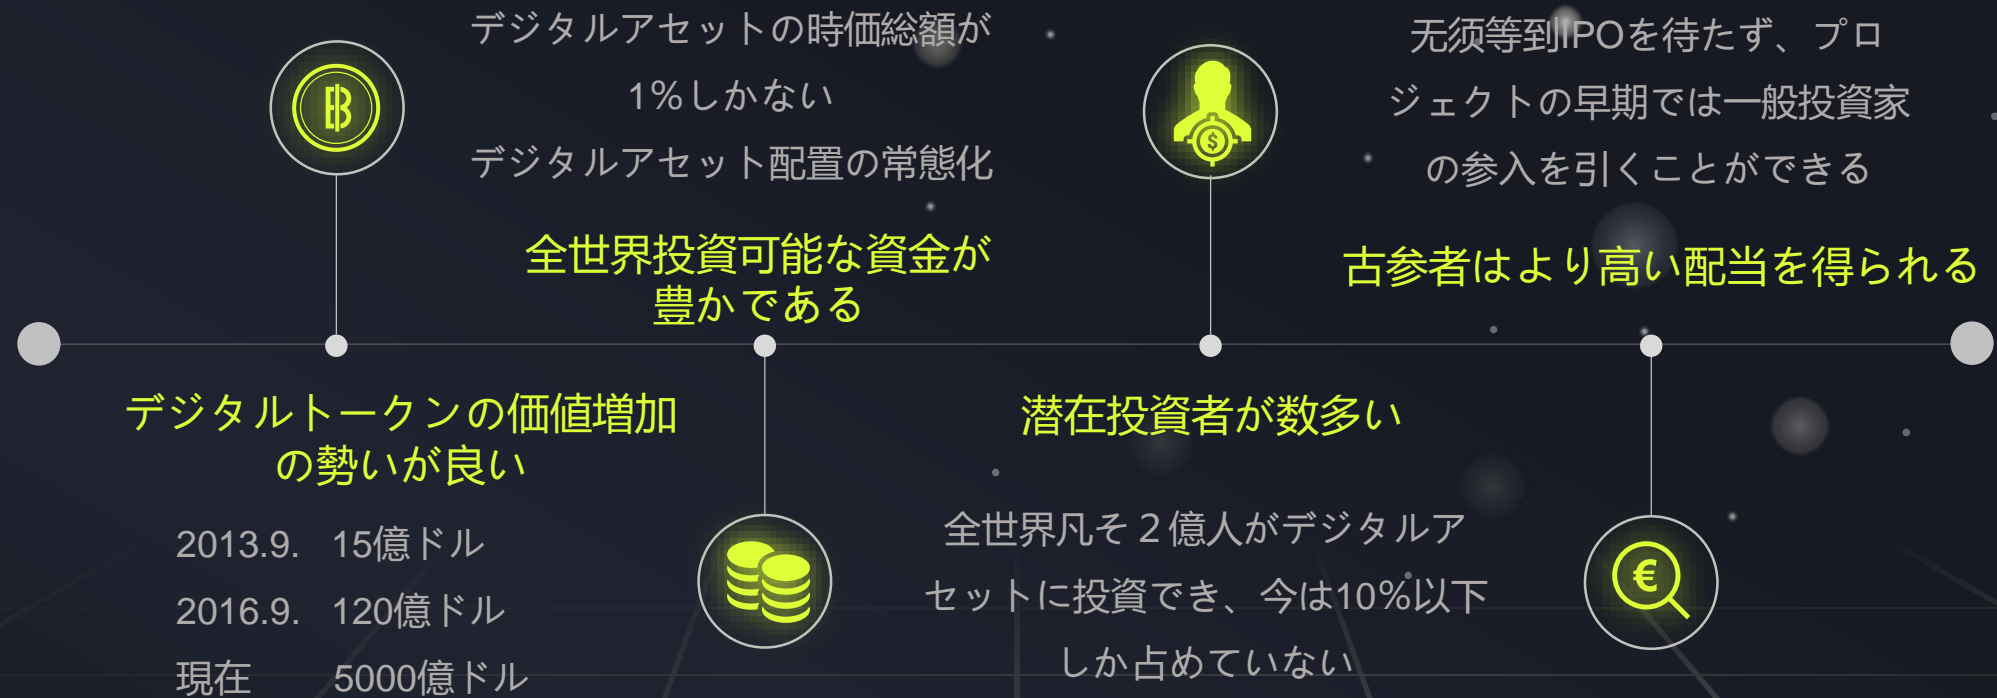 デジタルアセットの時価総額が
1%しかない
デジタルアセット配置の常態化
全世界投資可能な資金が
豊かである
无须等到IPOを待たず、プロ
ジェクトの早期では一般投資家
の参入を引くことができる
古参者はより高い配当を得られる
デジタルトークンの価値増加
の勢いが良い
2013.9. 15億ドル
2016.9. 120億ドル
現在 5000億ドル
潜在投資者が数多い
全世界凡そ２億人がデジタルア
セットに投資でき、今は10%以下
しか占めていない